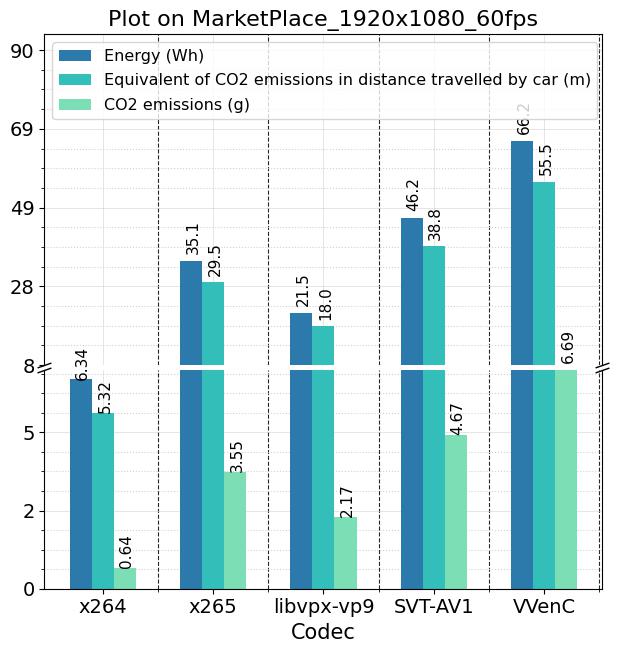 Plot on MarketPlace_1920x1080_60fps
Energy (Wh)
Equivalent of CO2 emissions in distance travelled by car (m)
CO2 emissions (g)
90
69
49
28
8
5
2
0
6.34
5.32
0.64
35.1
29.5
3.55
21.5
18.0
2.17
46.2
38.8
4.67
66.2
55.5
6.69
x264
x265
libvpx-vp9
SVT-AV1
VVenC
Codec